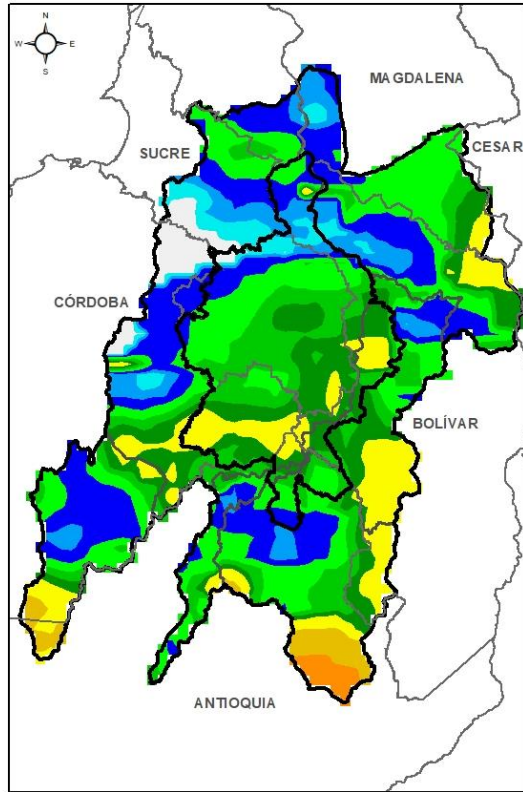 N
W E
S
MAGDALENA
CESAR
SUCRE
CÓRDOBA
BOLÍVAR
ANTIOQUIA